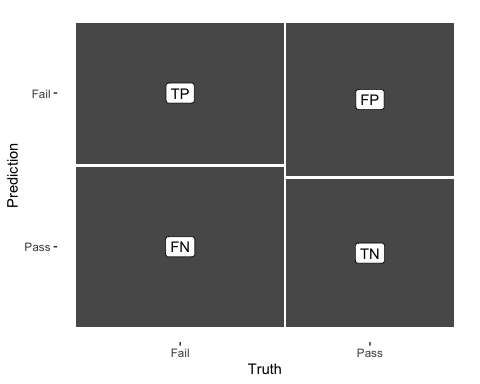 TP
FP
Fail
Prediction
FN
TN
Pass
Fail
Pass
Truth